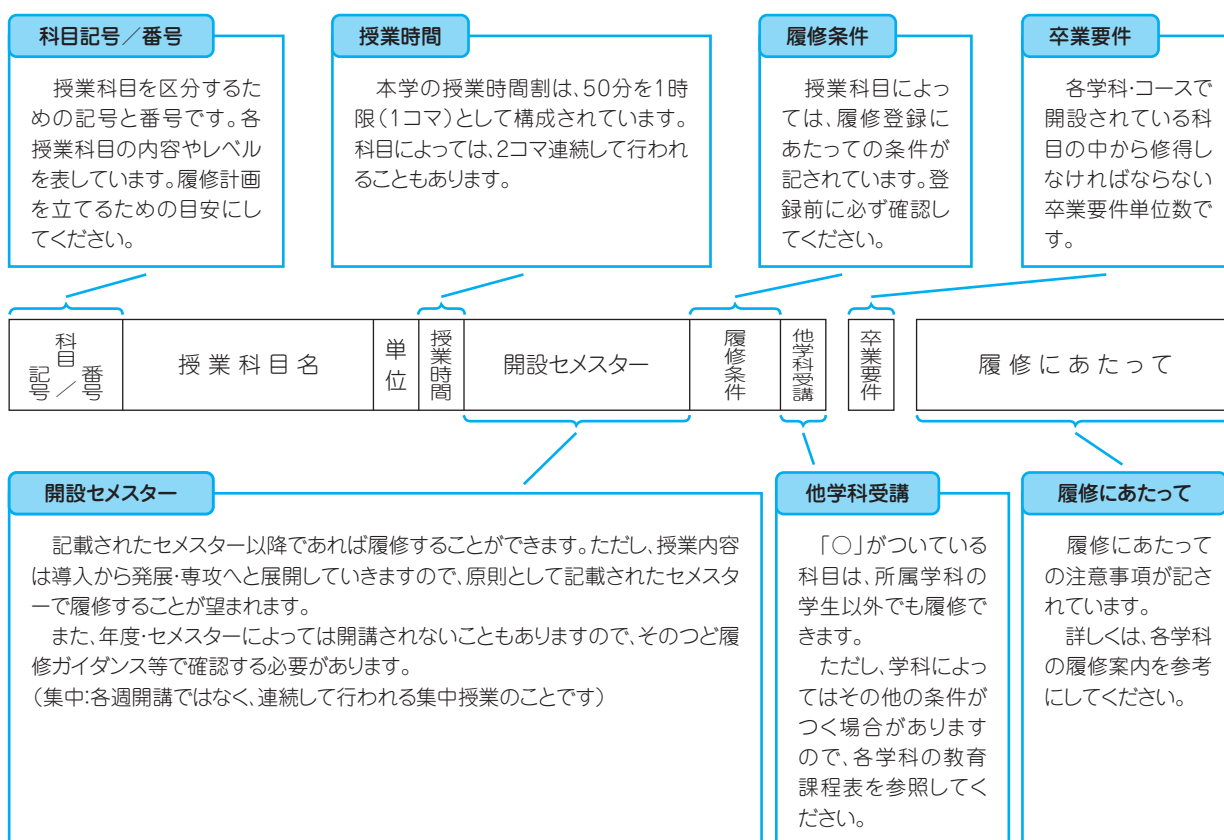 科目記号／番号
授業科目を区分するた
めの記号と番号です。各
授業科目の内容やレベル
を表しています。履修計画
を立てるための目安にし
てください。
授業時間
本学の授業時間割は、50分を1時
限（1コマ）として構成されています。
科目によっては、2コマ連続して行われ
ることもあります。
履修条件
授業科目によっ
ては、履修登録に
あたっての条件が
記されています。登
録前に必ず確認し
てください。
卒業要件
各学科・コースで
開設されている科
目の中から修得し
なければならない
卒業要件単位数で
す。
科目記号／番号
授業科目名
単位
授業時間
開設セメスター
履修条件
他学科受講
卒業要件
履修にあたって
開設セメスター
記載されたセメスター以降であれば履修することができます。ただし、授業内容
は導入から発展・専攻へと展開していきますので、原則として記載されたセメスタ
ーで履修することが望まれます。
また、年度・セメスターによっては開講されないこともありますので、そのつど履
修ガイダンス等で確認する必要があります。
（集中：各週開講ではなく、連続して行われる集中授業のことです）
他学科受講
「○」がついている
科目は、所属学科の
学生以外でも履修で
きます。
ただし、学科によっ
てはその他の条件が
つく場合があります
ので、各学科の教育
課程表を参照してく
ださい。
履修にあたって
履修にあたって
の注意事項が記さ
れています。
詳しくは、各学科
の履修案内を参考
にしてください。